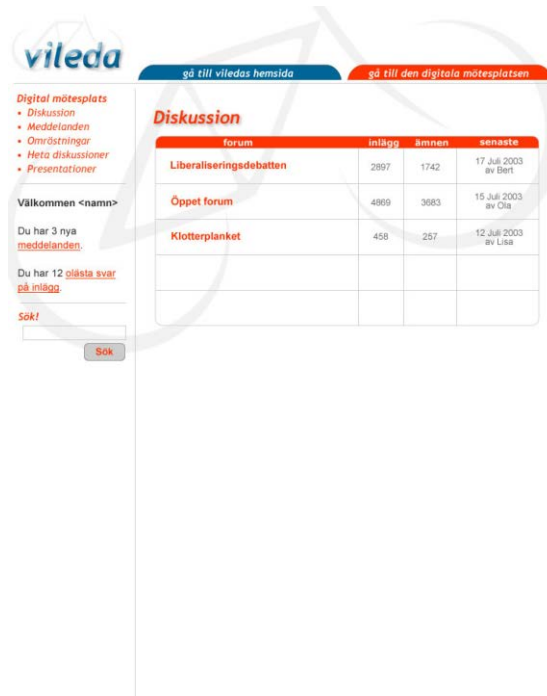 vileda
gå till viledas hemsida
gå till den digitala mötesplatsen
Digital mötesplats
• Diskussion
• Meddelanden
• Omröstningar
• Heta diskussioner
• Presentationer
Välkommen <namn>
Du har 3 nya
meddelanden.
Du har 12 olästa svar
på inlägg.
Sök!
Sök
Diskussion
forum inlägg ämnen senaste
Liberaliseringsdebatten 2897 1742 17 Juli 2003
av Bert
Öppet forum 4869 3683 15 Juli 2003
av Ola
Klotterplanket 458 257 12 Juli 2003
av Lisa